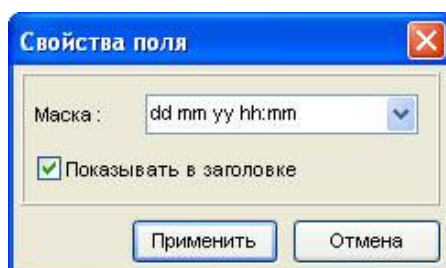 Свойства поля
Маска : dd mm yy hh:mm
Показывать в заголовке
Применить Отмена